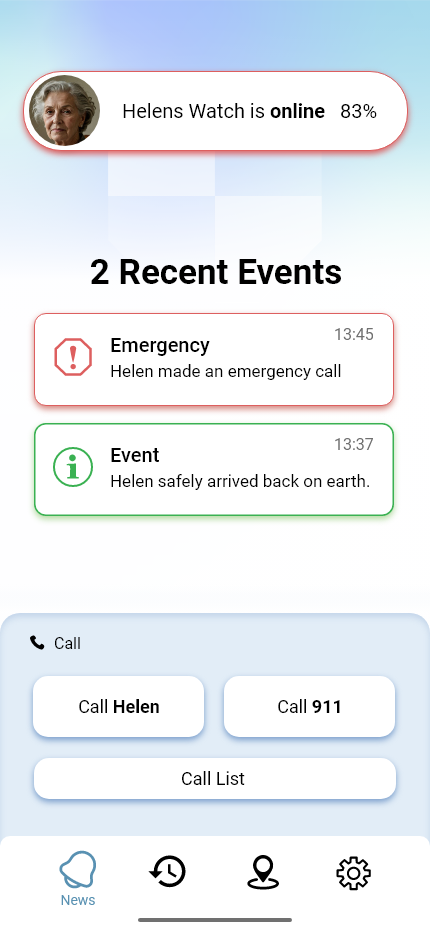 Helens Watch is online 83%
2 Recent Events
13:45
Emergency
Helen made an emergency call
13:37
Event
Helen safely arrived back on earth.
Call
Call Helen
Call 911
Call List
News